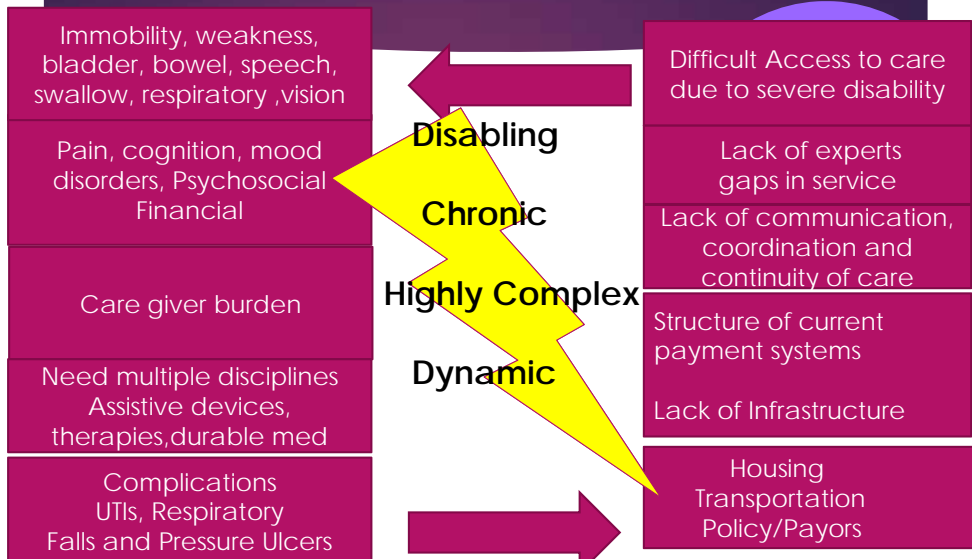 Immobility, weakness,
bladder, bowel, speech,
swallow, respiratory ,vision
Pain, cognition, mood
disorders, Psychosocial
Financial
Care giver burden
Need multiple disciplines
Assistive devices,
therapies,durable med
Complications
UTIs, Respiratory
Falls and Pressure Ulcers
Disabling
Chronic
Highly Complex
Dynamic
Difficult Access to care
due to severe disability
Lack of experts
gaps in service
Lack of communication,
coordination and
continuity of care
Structure of current
payment systems
Lack of Infrastructure
Housing
Transportation
Policy/Payors